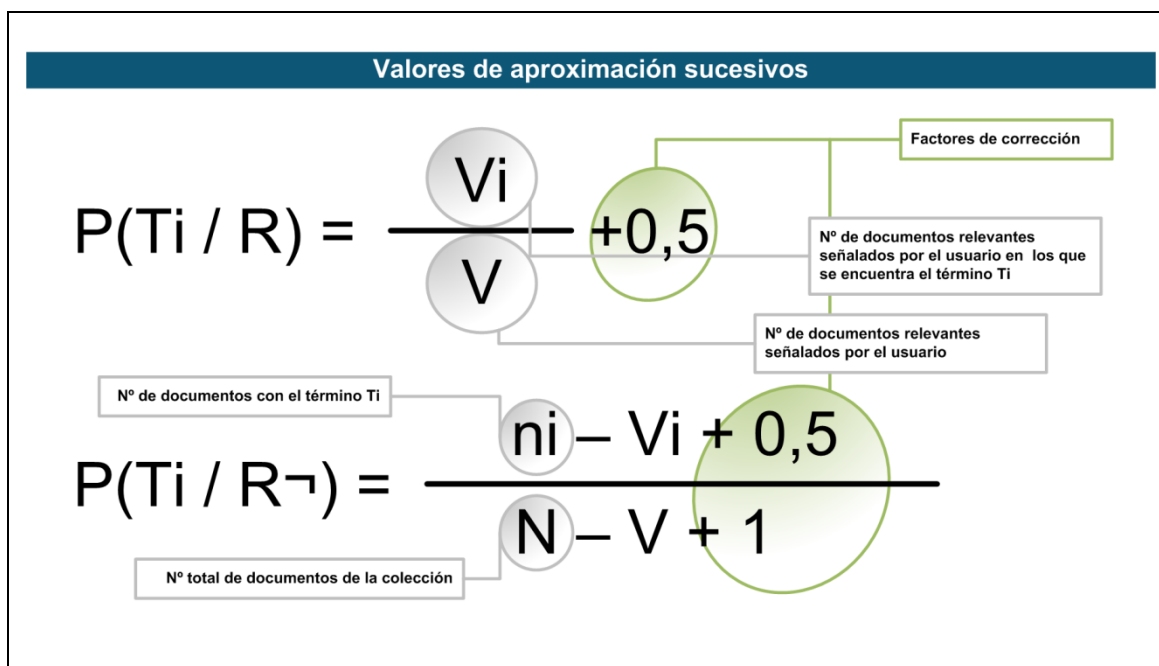 Valores de aproximación sucesivos
Factores de corrección
Vi
P(Ti / R) = +0,5
V
Nº de documentos relevantes
señalados por el usuario en los que
se encuentra el término Ti
Nº de documentos relevantes
señalados por el usuario
Nº de documentos con el término Ti
ni – Vi + 0,5
P(Ti / R¬) =
N – V + 1
Nº total de documentos de la colección